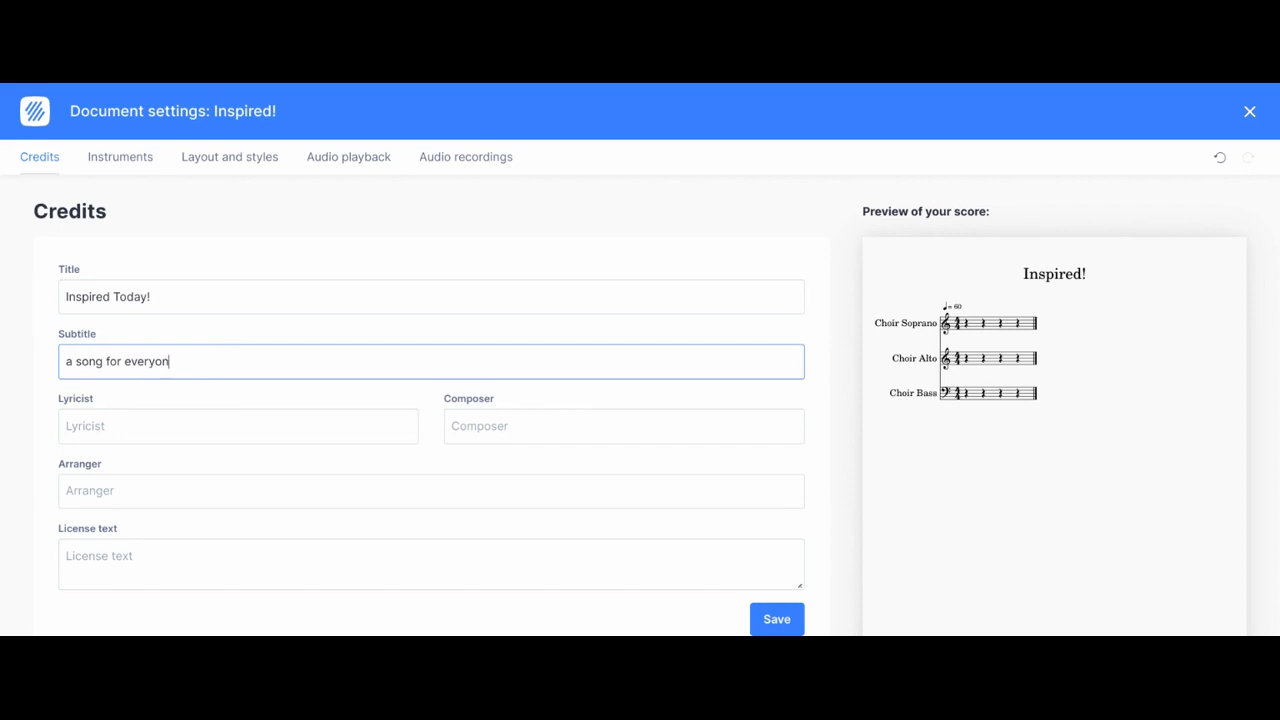 Document settings: Inspired!
Credits Instruments Layout and styles Audio playback Audio recordings
Credits
Title
Inspired Today!
Subtitle
a song for everyon
Lyricist Composer
Lyricist Composer
Arranger
Arranger
License text
License text
Save
Preview of your score:
Inspired!
= 60
Choir Soprano
Choir Alto
Choir Bass